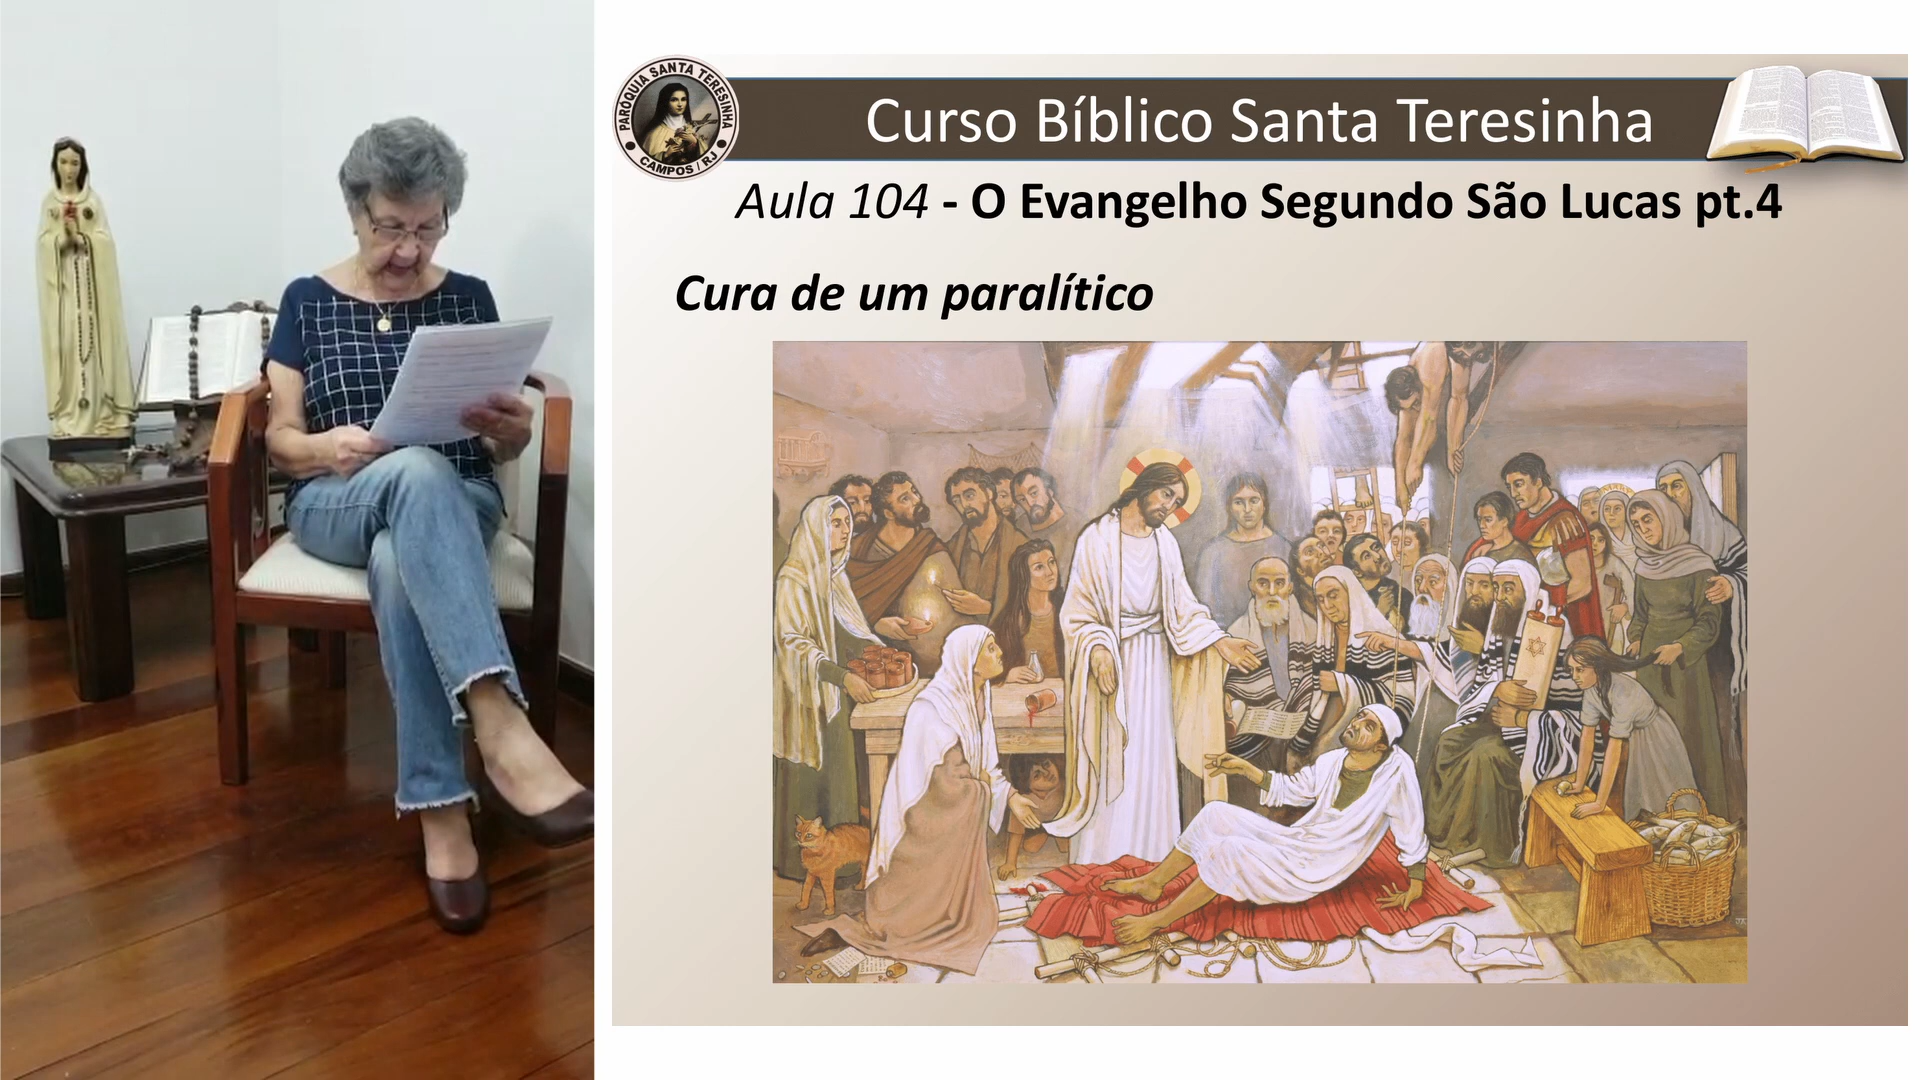 PARÓQUIA SANTA TERESINHA
CAMPOS / RJ
Curso Bíblico Santa Teresinha
Aula 104 - O Evangelho Segundo São Lucas pt.4
Cura de um paralítico